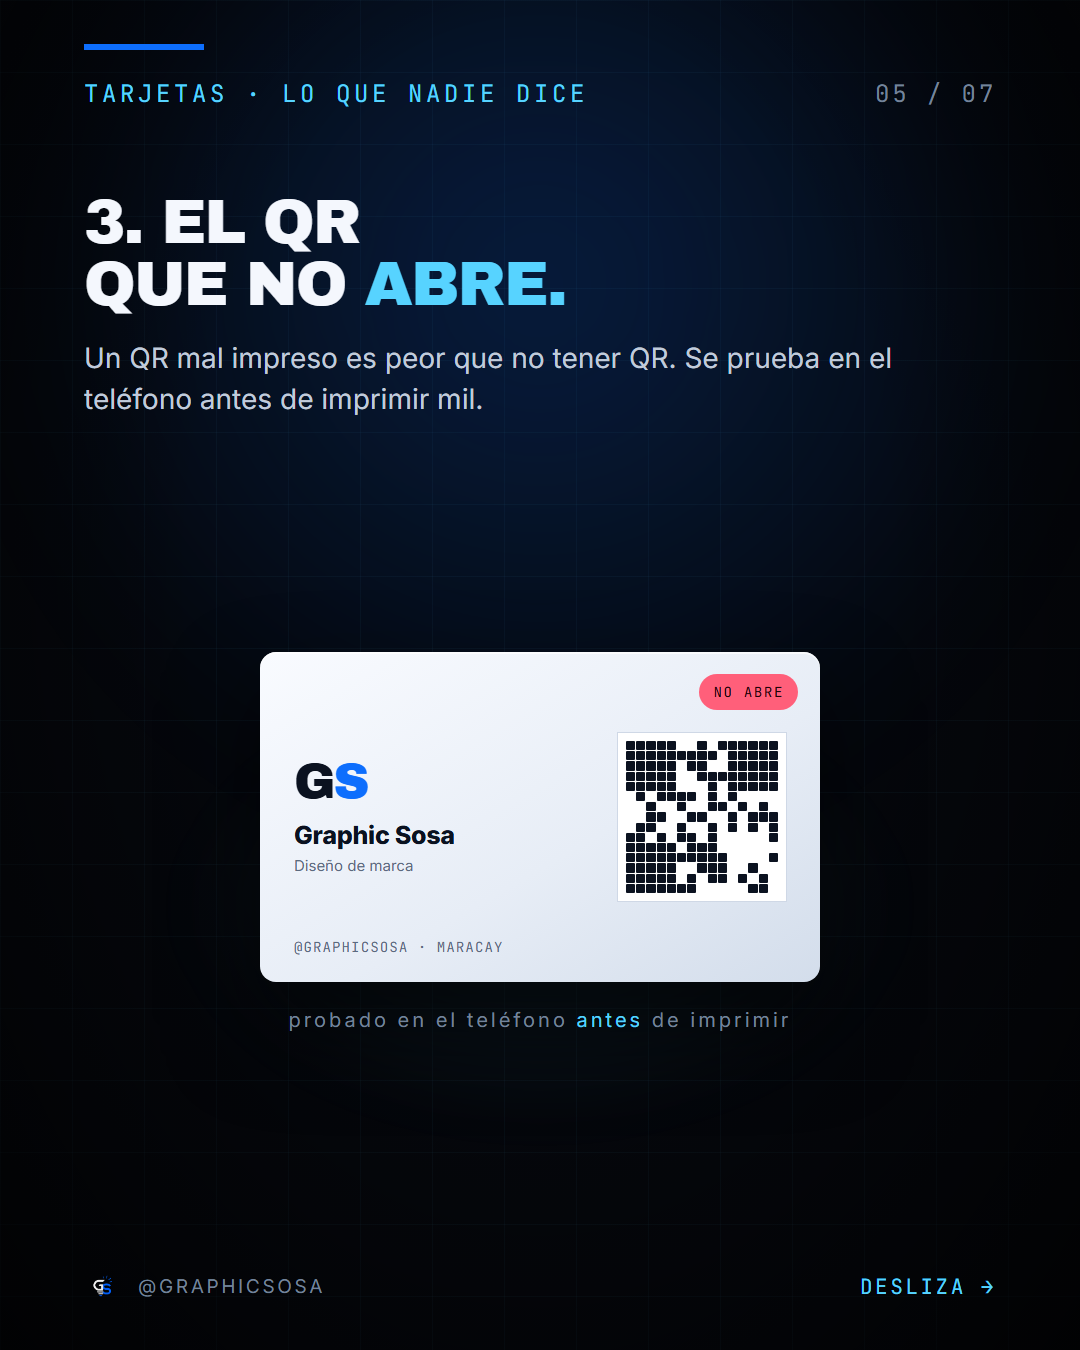 TARJETAS · LO QUE NADIE DICE
05 / 07
3. EL QR
QUE NO ABRE.
Un QR mal impreso es peor que no tener QR. Se prueba en el
teléfono antes de imprimir mil.
NO ABRE
GS
Graphic Sosa
Diseño de marca
@GRAPHICSOSA · MARACAY
probado en el teléfono antes de imprimir
GS
@GRAPHICSOSA
DESLIZA →